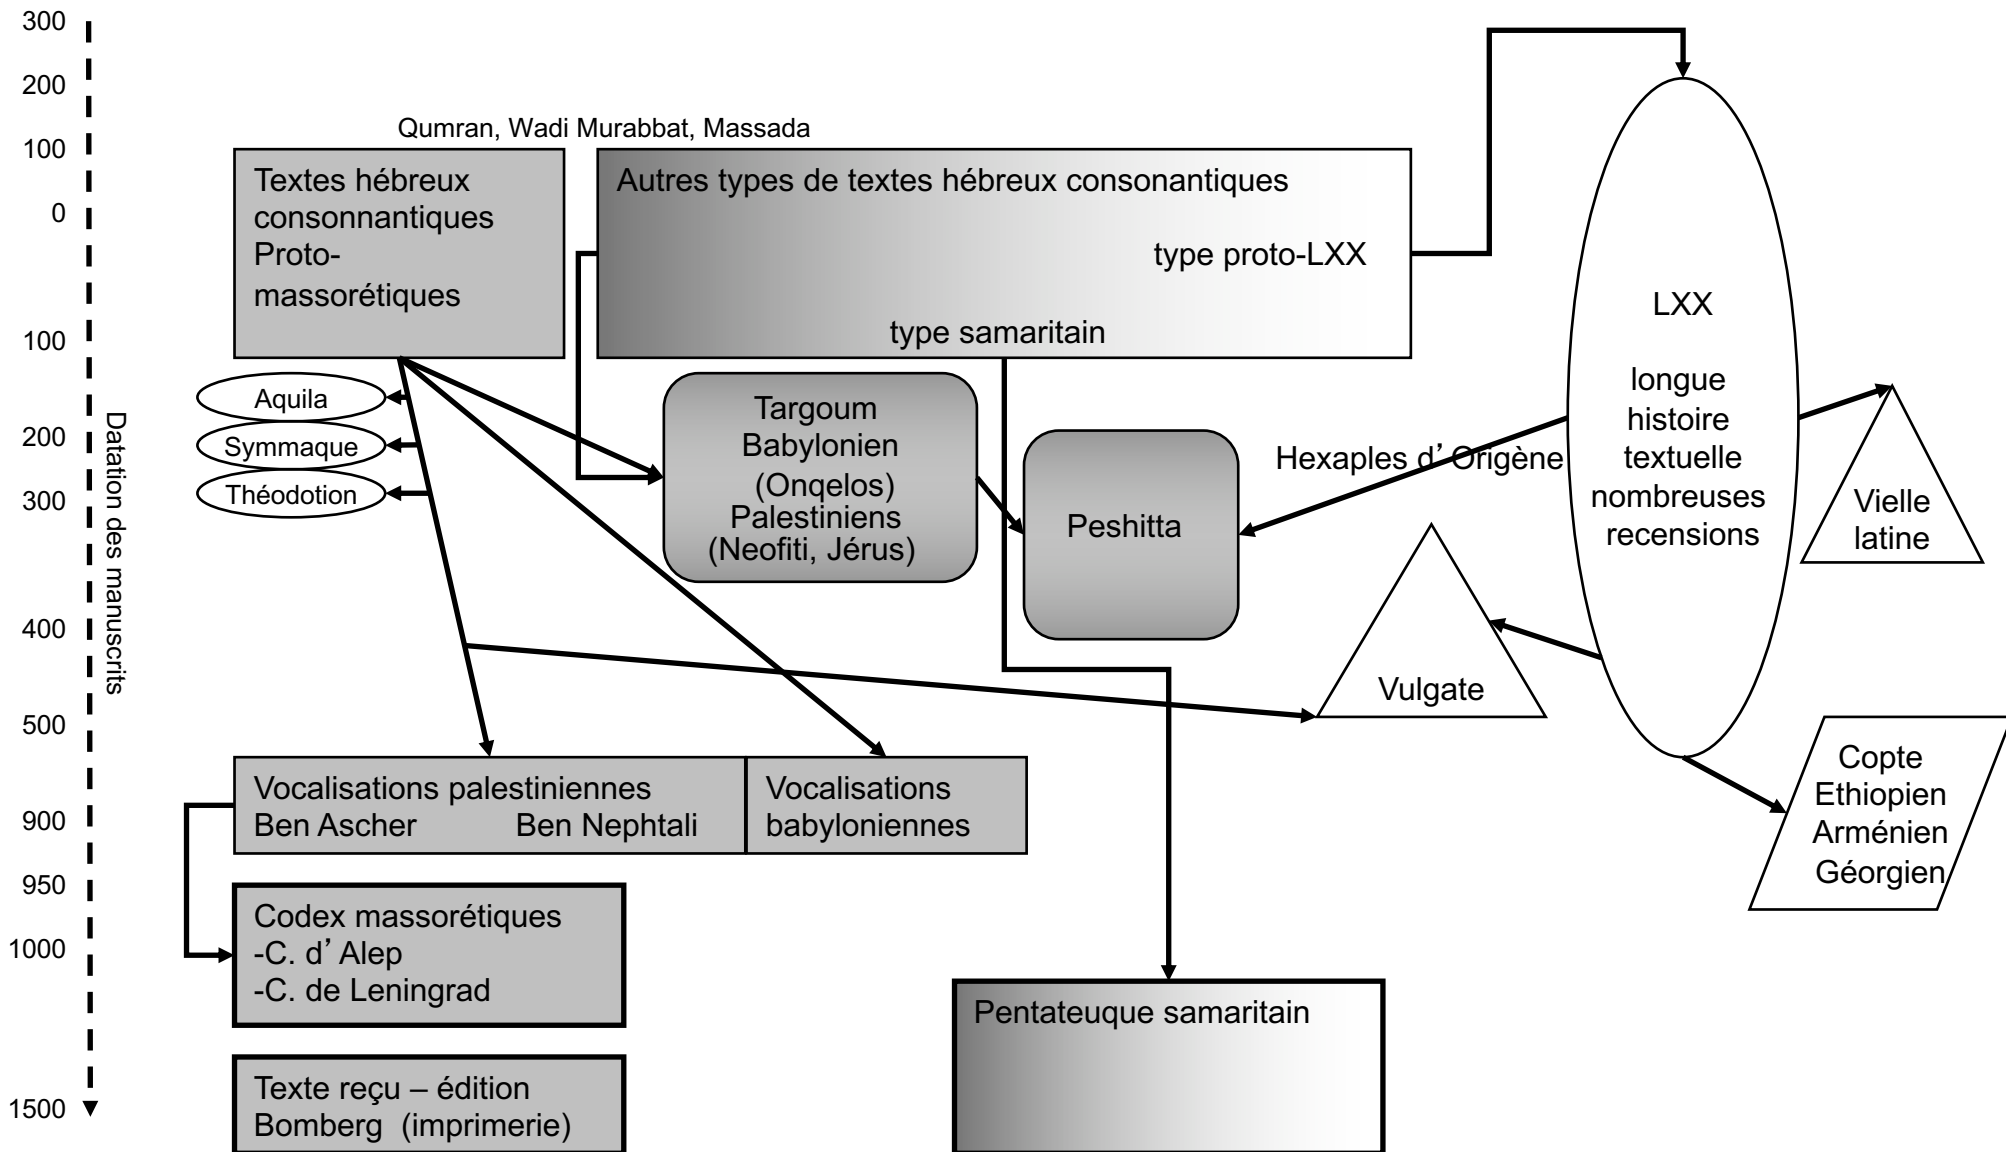 300
200
100
0
100
200
300
400
500
900
950
1000
1500
Datation des manuscrits
Qumran, Wadi Murabbat, Massada
Textes hébreux
consonnantiques
Proto-
massorétiques
Autres types de textes hébreux consonantiques
type proto-LXX
type samaritain
Aquila
Symmaque
Théodotion
Targoum
Babylonien
(Onqelos)
Palestiniens
(Neofiti, Jérus)
Peshitta
Hexaples d’Origène
LXX
longue
histoire
textuelle
nombreuses
recensions
Vielle
latine
Vulgate
Copte
Ethiopien
Arménien
Géorgien
Vocalisations palestiniennes
Ben Ascher Ben Nephtali
Vocalisations
babyloniennes
Codex massorétiques
-C. d’Alep
-C. de Leningrad
Pentateuque samaritain
Texte reçu – édition
Bomberg (imprimerie)